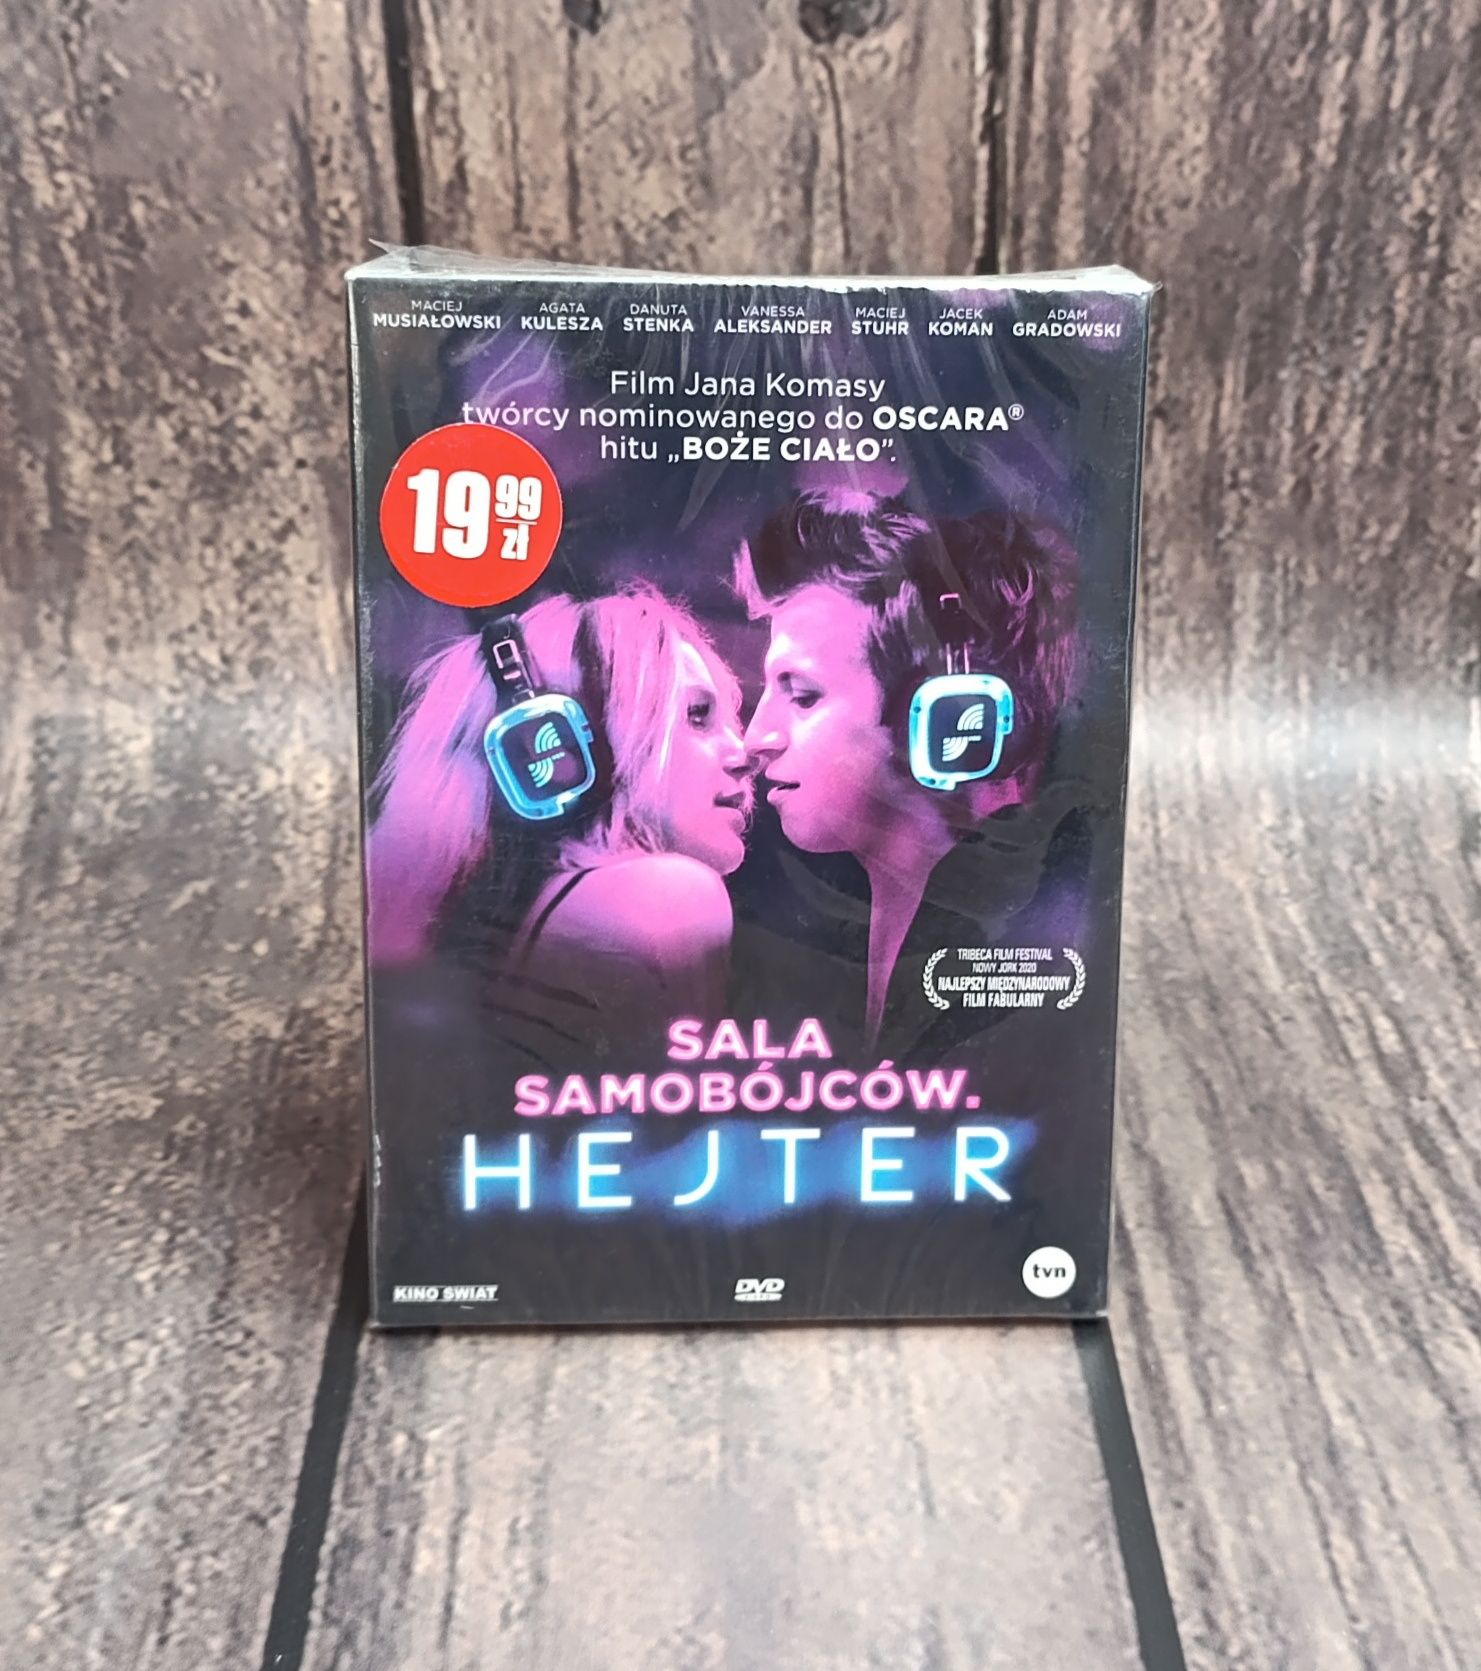 MACIEJ MUSIAŁOWSKI
AGATA KULESZA
DANUTA STENKA
VANESSA ALEKSANDER
MACIEJ STUHR
JACEK KOMAN
ADAM GRADOWSKI
Film Jana Komasy
twórcy nominowanego do OSCARA®
hitu „BOŻE CIAŁO”.
19 99 zł
TRIBECA FILM FESTIVAL
NOWY JORK 2020
NAJLEPSZY MIĘDZYNARODOWY
FILM FABULARNY
SALA
SAMOBÓJCÓW.
HEJTER
KINO ŚWIAT
DVD
VIDEO
tvn